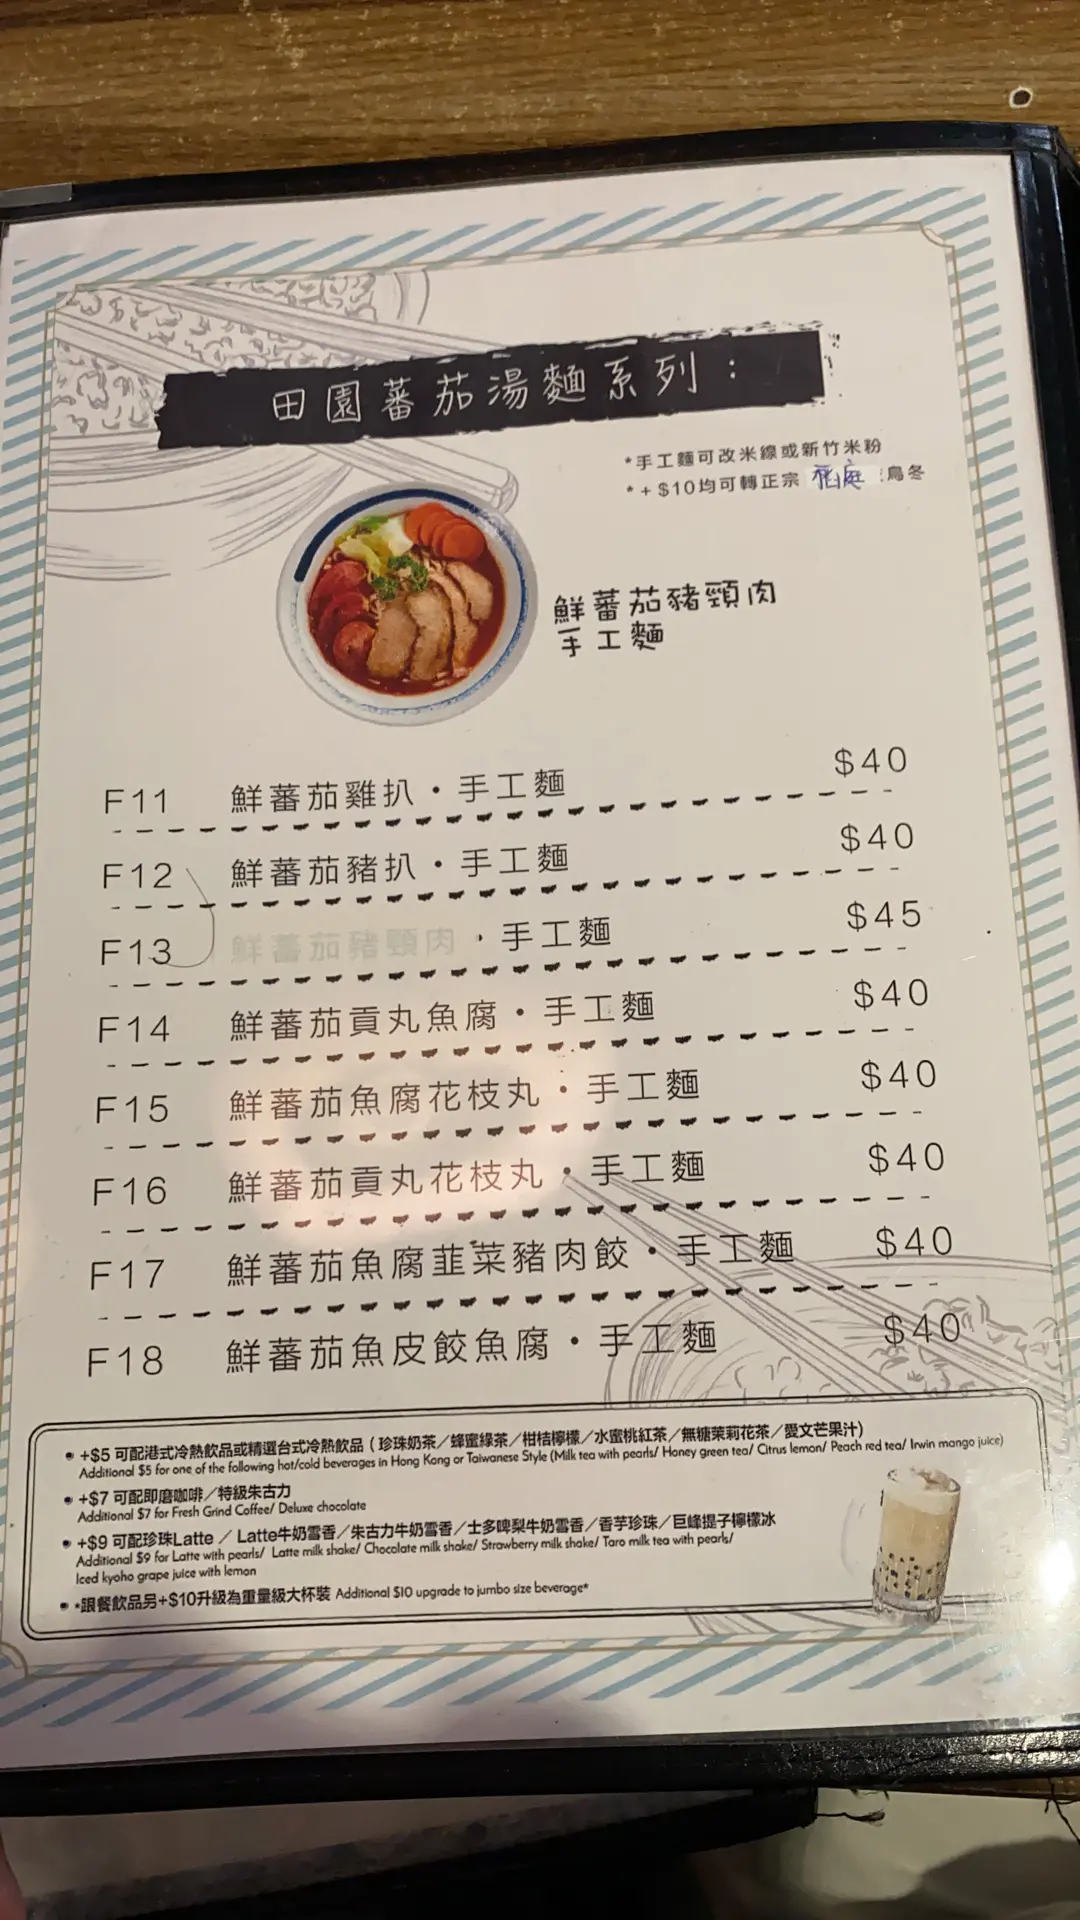 田園蕃茄湯麵系列：
*手工麵可改米線或新竹米粉
*+$10均可轉正宗 稻庭 烏冬
鮮蕃茄豬頸肉
手工麵
F11 鮮蕃茄雞扒・手工麵 $40
F12 鮮蕃茄豬扒・手工麵 $40
F13 鮮蕃茄豬頸肉・手工麵 $45
F14 鮮蕃茄貢丸魚腐・手工麵 $40
F15 鮮蕃茄魚腐花枝丸・手工麵 $40
F16 鮮蕃茄貢丸花枝丸・手工麵 $40
F17 鮮蕃茄魚腐韮菜豬肉餃・手工麵 $40
F18 鮮蕃茄魚皮餃魚腐・手工麵 $40
• +$5 可配港式冷熱飲品或精選台式冷熱飲品 (珍珠奶茶／蜂蜜綠茶／柑桔檸檬／水蜜桃紅茶／無糖茉莉花茶／愛文芒果汁)
Additional $5 for one of the following hot/cold beverages in Hong Kong or Taiwanese Style (Milk tea with pearls/ Honey green tea/ Citrus lemon/ Peach red tea/ Irwin mango juice)
• +$7 可配即磨咖啡／特級朱古力
Additional $7 for Fresh Grind Coffee/ Deluxe chocolate
• +$9 可配珍珠Latte／Latte牛奶雪香／朱古力牛奶雪香／士多啤梨牛奶雪香／香芋珍珠／巨峰提子檸檬冰
Additional $9 for Latte with pearls/ Latte milk shake/ Chocolate milk shake/ Strawberry milk shake/ Taro milk tea with pearls/
Iced kyoho grape juice with lemon
• *跟餐飲品另+$10升級為重量級大杯裝 Additional $10 upgrade to jumbo size beverage*